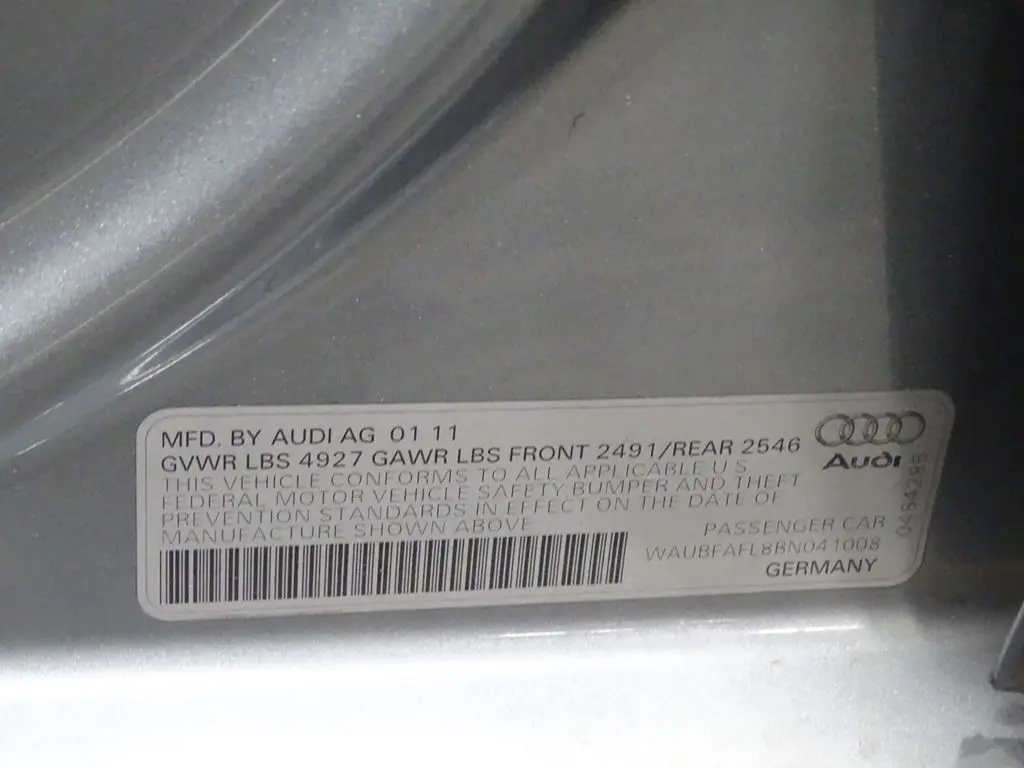 MFD. BY AUDI AG 01 11
GVWR LBS 4927 GAWR LBS FRONT 2491/REAR 2546
THIS VEHICLE CONFORMS TO ALL APPLICABLE U S
FEDERAL MOTOR VEHICLE SAFETY, BUMPER AND THEFT
PREVENTION STANDARDS IN EFFECT ON THE DATE OF
MANUFACTURE SHOWN ABOVE
Audi
PASSENGER CAR
WAUBFAFL8BN041008
GERMANY